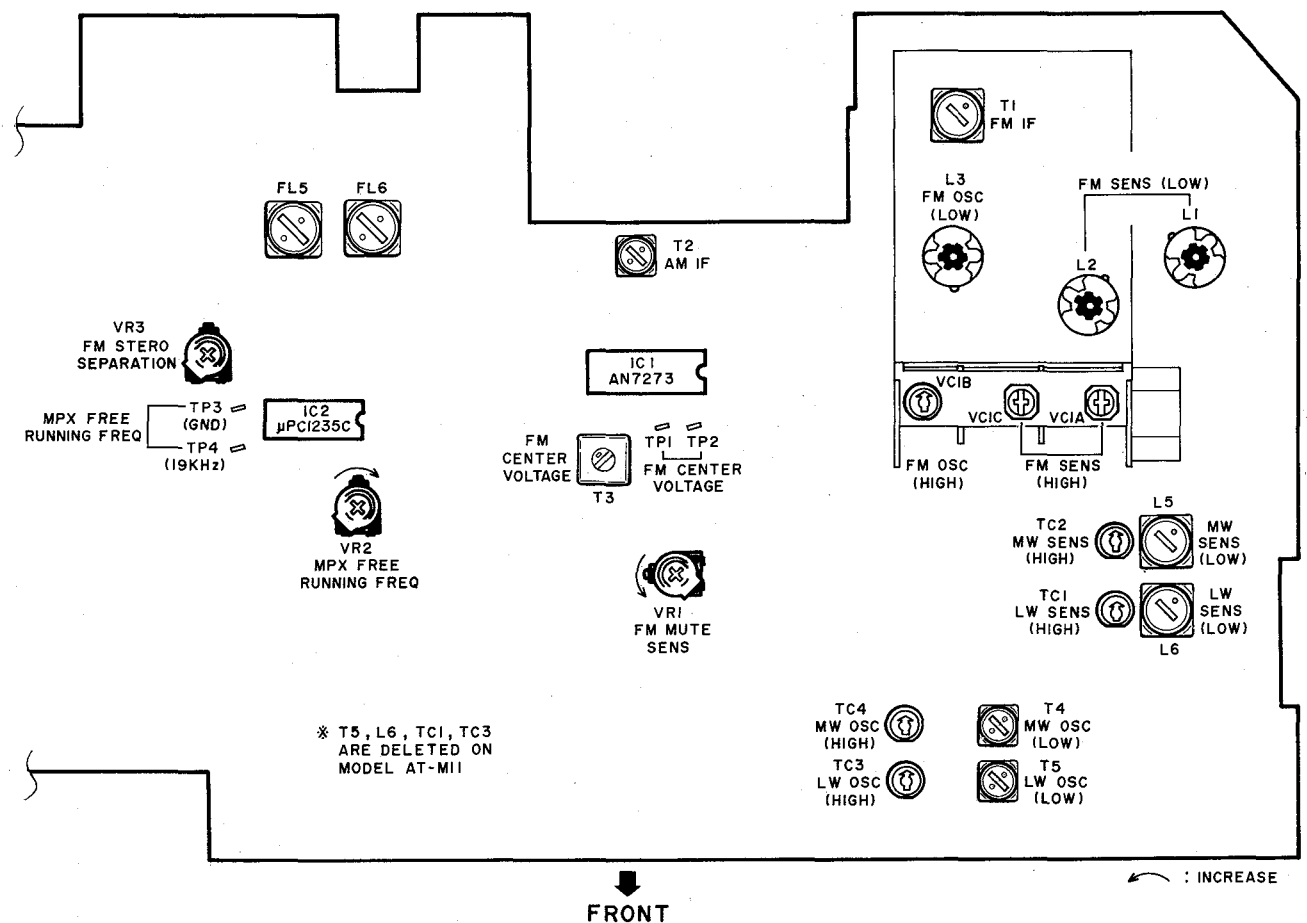 T1
FM IF
L3
FM OSC
(LOW)
FM SENS (LOW)
L1
L2
FL5
FL6
T2
AM IF
VR3
FM STERO
SEPARATION
IC1
AN7273
MPX FREE
RUNNING FREQ
TP3
(GND)
TP4
(19KHz)
IC2
μPC1235C
VC1B
VC1C
VC1A
FM
CENTER
VOLTAGE
T3
TP1 TP2
FM CENTER
VOLTAGE
FM OSC
(HIGH)
FM SENS
(HIGH)
VR2
MPX FREE
RUNNING FREQ
L5
TC2
MW SENS
(HIGH)
MW
SENS
(LOW)
TC1
LW SENS
(HIGH)
LW
SENS
(LOW)
L6
VR1
FM MUTE
SENS
※ T5, L6, TC1, TC3
ARE DELETED ON
MODEL AT-M11
TC4
MW OSC
(HIGH)
T4
MW OSC
(LOW)
TC3
LW OSC
(HIGH)
T5
LW OSC
(LOW)
: INCREASE
FRONT